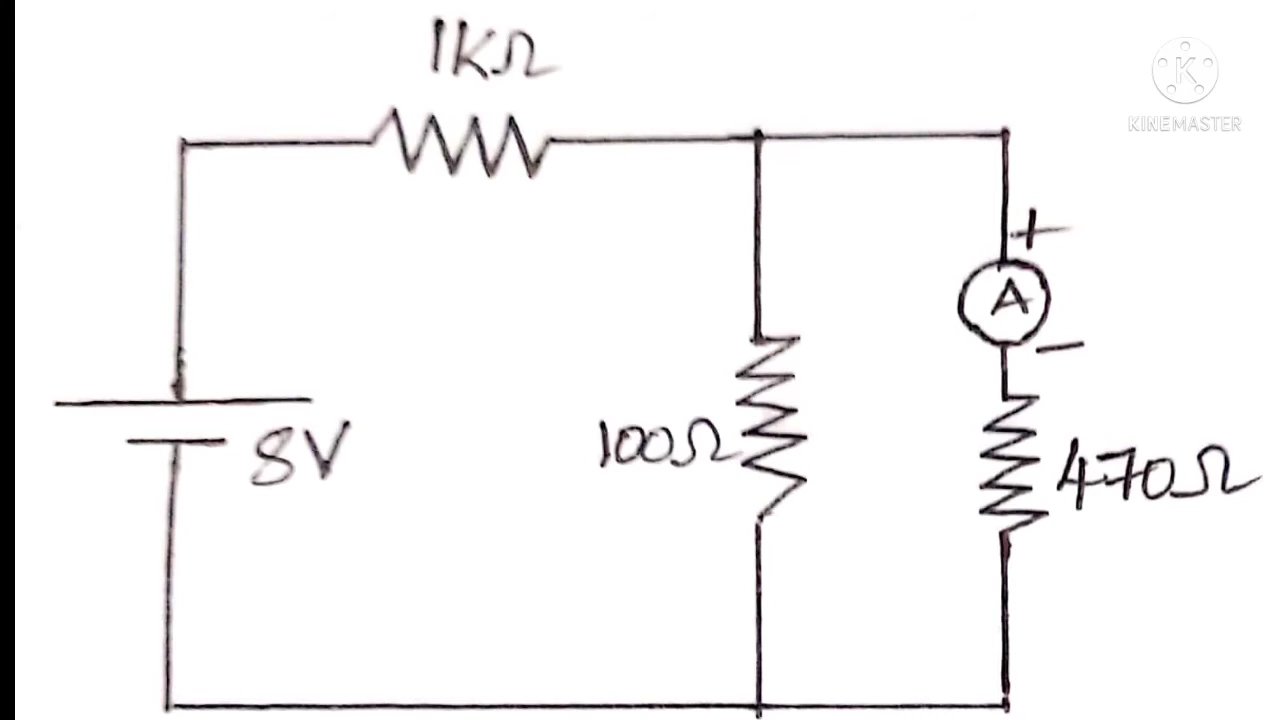 1KΩ
K
KINEMASTER
+
A
−
8V
100Ω
470Ω